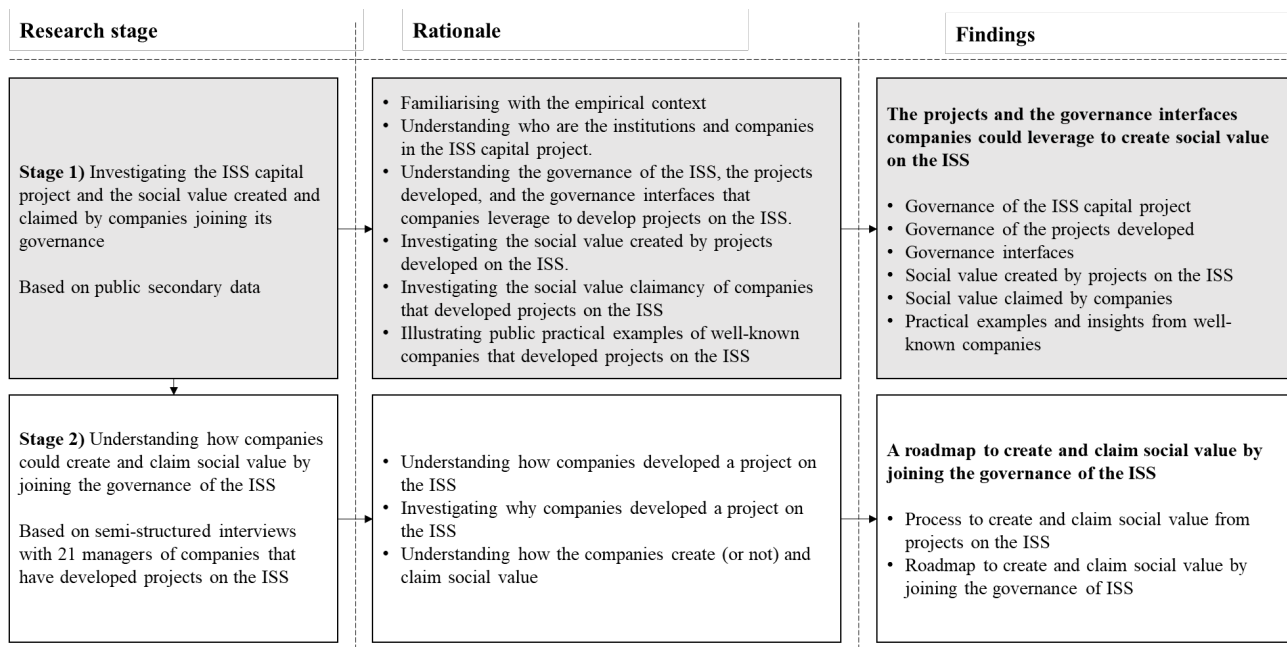 Research stage
Rationale
Findings
Stage 1) Investigating the ISS capital
project and the social value created and
claimed by companies joining its
governance
Based on public secondary data
• Familiarising with the empirical context
• Understanding who are the institutions and companies
in the ISS capital project.
• Understanding the governance of the ISS, the projects
developed, and the governance interfaces that
companies leverage to develop projects on the ISS.
• Investigating the social value created by projects
developed on the ISS.
• Investigating the social value claimancy of companies
that developed projects on the ISS
• Illustrating public practical examples of well-known
companies that developed projects on the ISS
The projects and the governance interfaces
companies could leverage to create social value
on the ISS
• Governance of the ISS capital project
• Governance of the projects developed
• Governance interfaces
• Social value created by projects on the ISS
• Social value claimed by companies
• Practical examples and insights from well-
known companies
Stage 2) Understanding how companies
could create and claim social value by
joining the governance of the ISS
Based on semi-structured interviews
with 21 managers of companies that
have developed projects on the ISS
• Understanding how companies developed a project on
the ISS
• Investigating why companies developed a project on
the ISS
• Understanding how the companies create (or not) and
claim social value
A roadmap to create and claim social value by
joining the governance of the ISS
• Process to create and claim social value from
projects on the ISS
• Roadmap to create and claim social value by
joining the governance of ISS